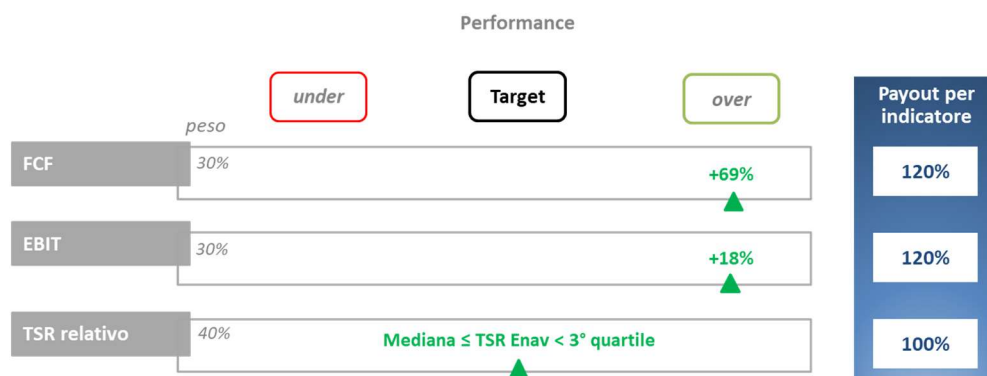 Performance
under
Target
over
Payout per
indicatore
peso
FCF
30%
+69%
120%
EBIT
30%
+18%
120%
TSR relativo
40%
Mediana ≤ TSR Enav < 3° quartile
100%